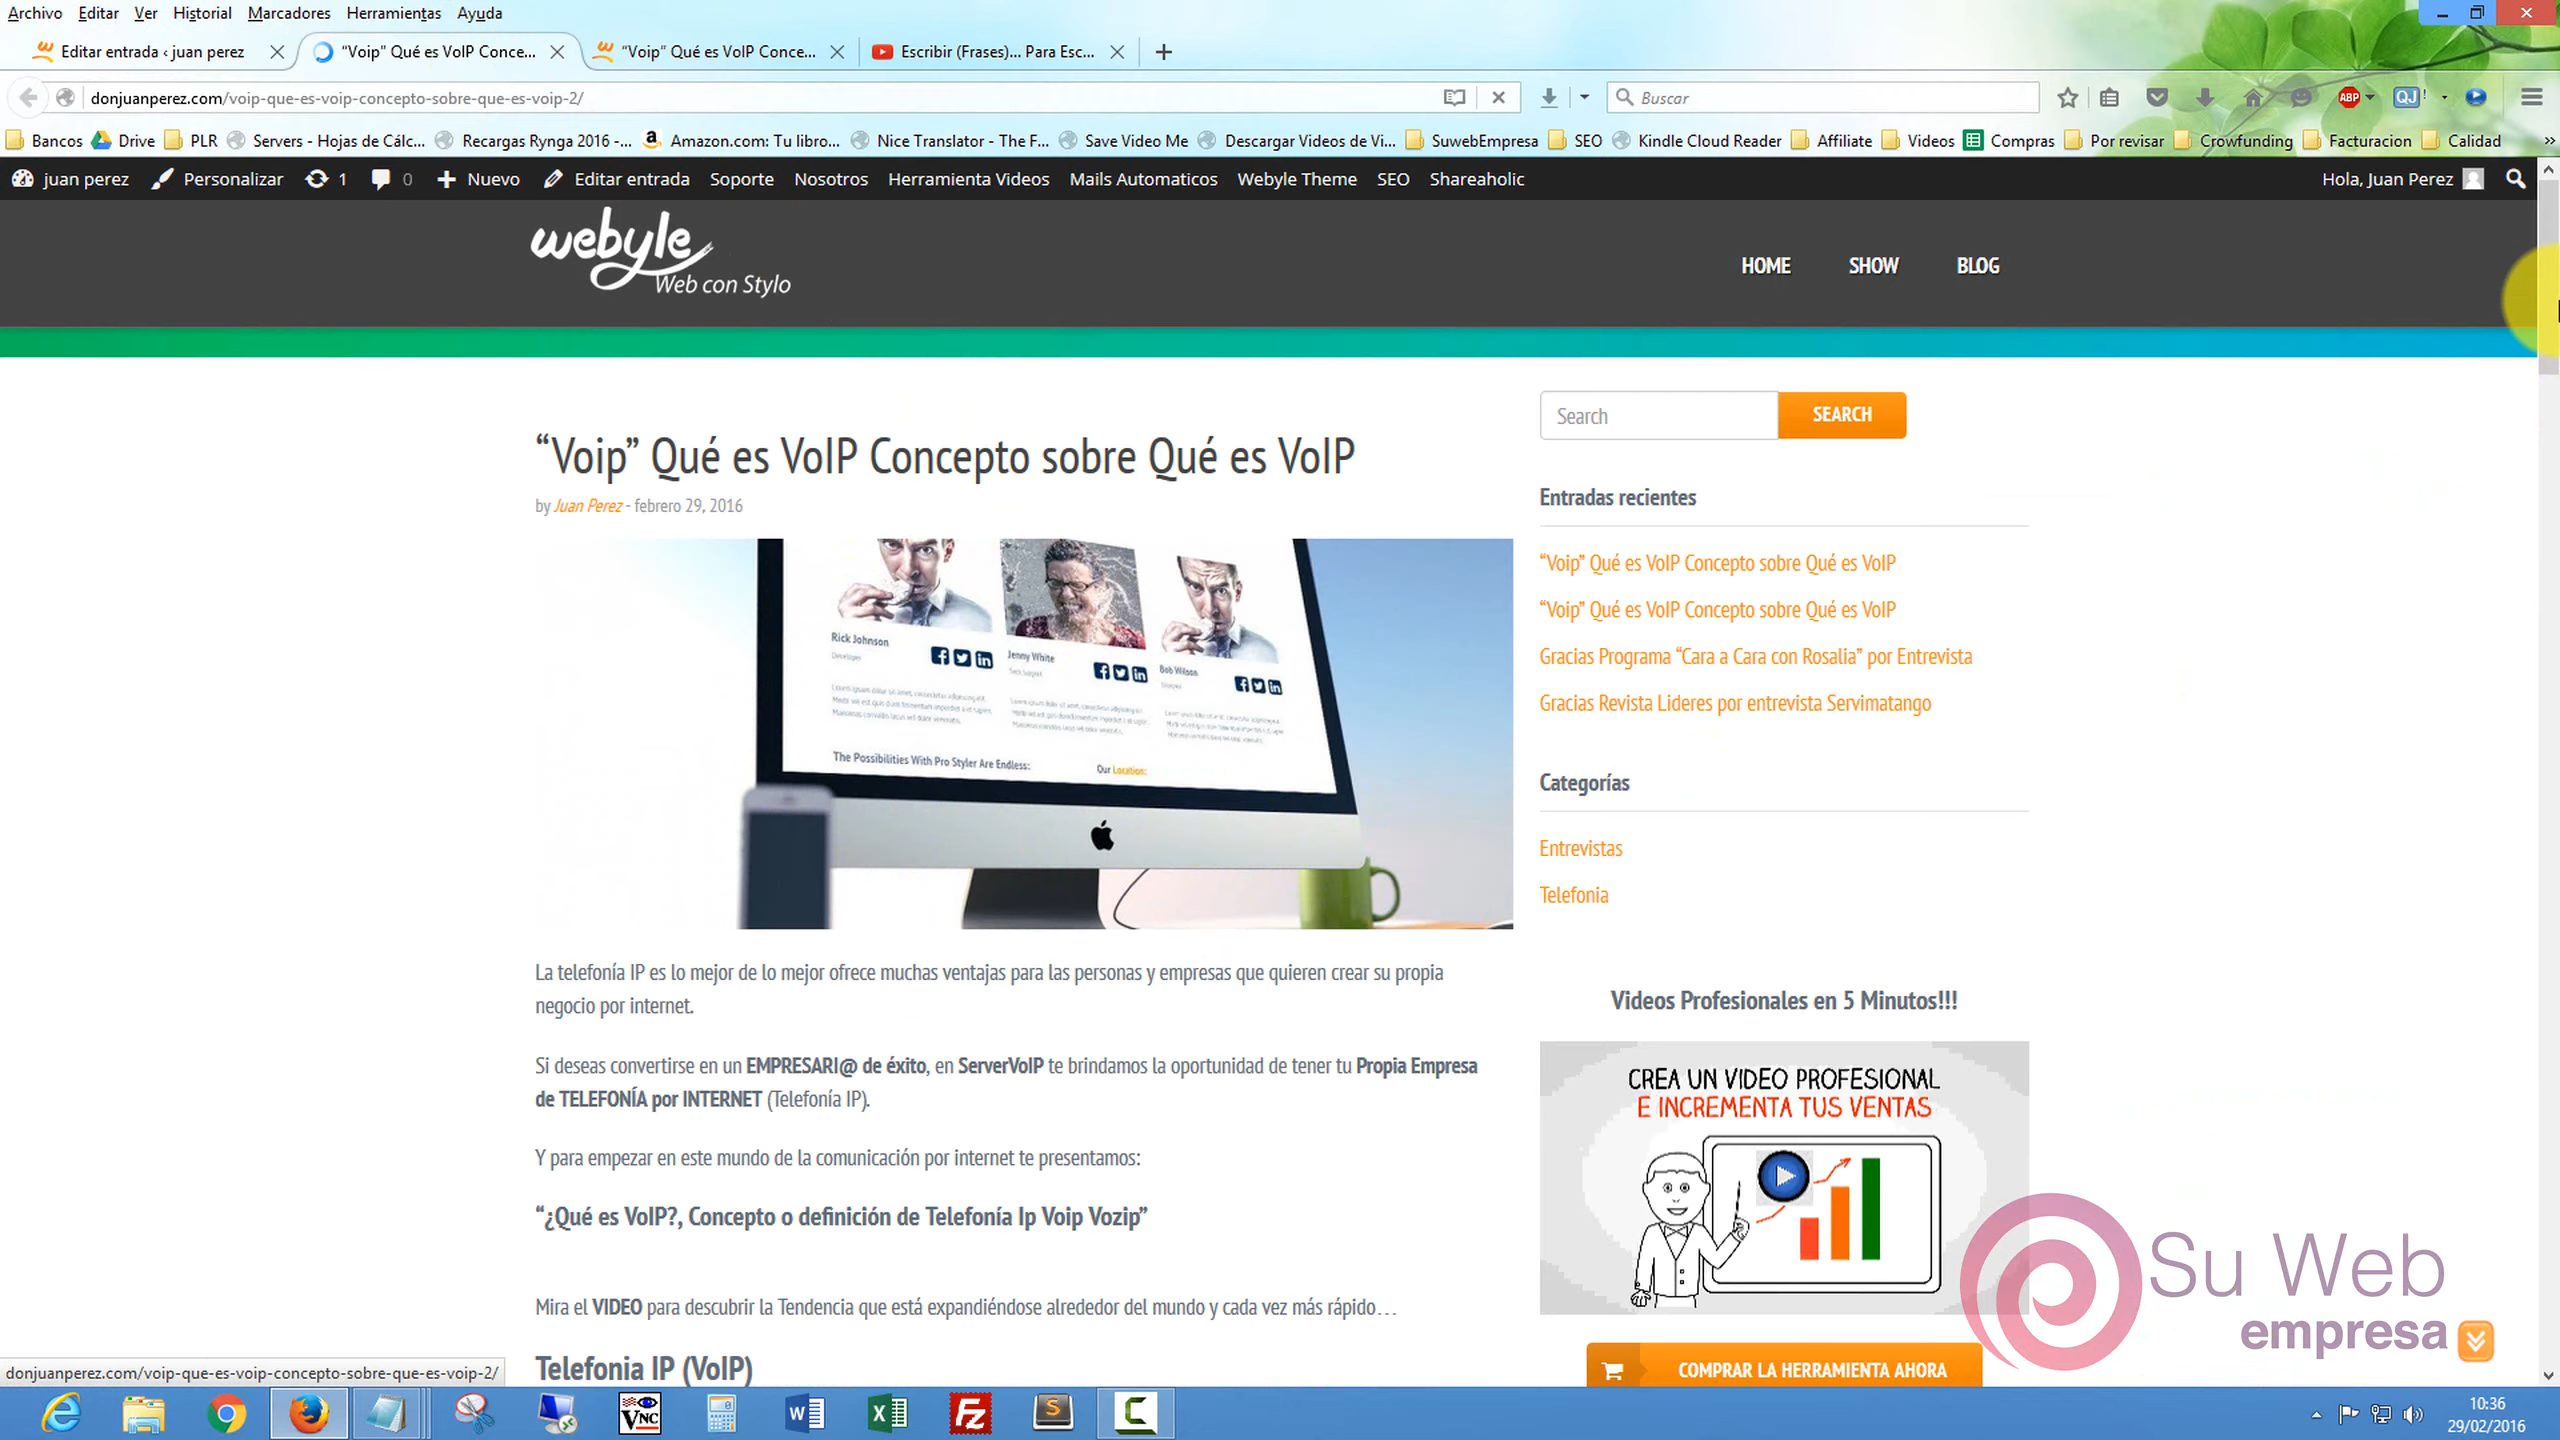 Archivo Editar Ver Historial Marcadores Herramientas Ayuda
Editar entrada ‹ juan perez
“Voip” Qué es VoIP Conce...
“Voip” Qué es VoIP Conce...
Escribir (Frases)... Para Esc...
donjuanperez.com/voip-que-es-voip-concepto-sobre-que-es-voip-2/
Buscar
ABP
QJ
Bancos Drive PLR Servers - Hojas de Cálc... Recargas Rynga 2016 -... Amazon.com: Tu libro... Nice Translator - The F... Save Video Me Descargar Videos de Vi... SuwebEmpresa SEO Kindle Cloud Reader Affiliate Videos Compras Por revisar Crowfunding Facturacion Calidad
juan perez Personalizar 1 0 Nuevo Editar entrada Soporte Nosotros Herramienta Videos Mails Automaticos Webyle Theme SEO Shareaholic Hola, Juan Perez
webyle
Web con Stylo
HOME SHOW BLOG
“Voip” Qué es VoIP Concepto sobre Qué es VoIP
by Juan Perez - febrero 29, 2016
Rick Johnson
Developer
Jenny White
Tech Support
Bob Wilson
The Possibilities With Pro Styler Are Endless:
Our Location:
La telefonía IP es lo mejor de lo mejor ofrece muchas ventajas para las personas y empresas que quieren crear su propia
negocio por internet.
Si deseas convertirse en un EMPRESARI@ de éxito, en ServerVoIP te brindamos la oportunidad de tener tu Propia Empresa
de TELEFONÍA por INTERNET (Telefonía IP).
Y para empezar en este mundo de la comunicación por internet te presentamos:
“¿Qué es VoIP?, Concepto o definición de Telefonía Ip Voip Vozip”
Mira el VIDEO para descubrir la Tendencia que está expandiéndose alrededor del mundo y cada vez más rápido…
Telefonia IP (VoIP)
Search
SEARCH
Entradas recientes
“Voip” Qué es VoIP Concepto sobre Qué es VoIP
“Voip” Qué es VoIP Concepto sobre Qué es VoIP
Gracias Programa “Cara a Cara con Rosalia” por Entrevista
Gracias Revista Lideres por entrevista Servimatango
Categorías
Entrevistas
Telefonia
Videos Profesionales en 5 Minutos!!!
CREA UN VIDEO PROFESIONAL
E INCREMENTA TUS VENTAS
COMPRAR LA HERRAMIENTA AHORA
Su Web
empresa
donjuanperez.com/voip-que-es-voip-concepto-sobre-que-es-voip-2/
10:36
29/02/2016